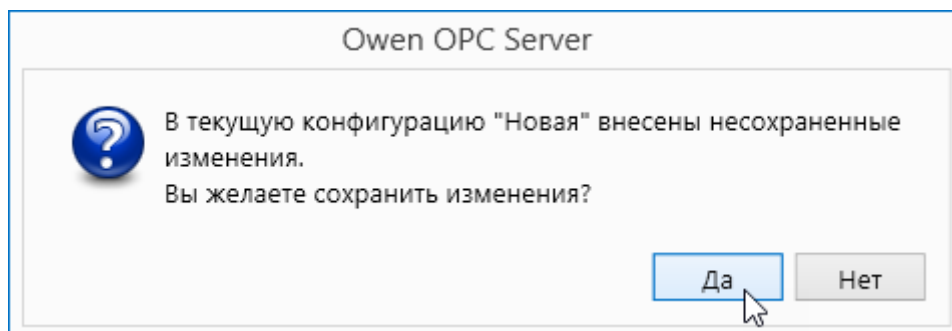 Owen OPC Server
В текущую конфигурацию "Новая" внесены несохраненные
изменения.
Вы желаете сохранить изменения?
Да
Нет